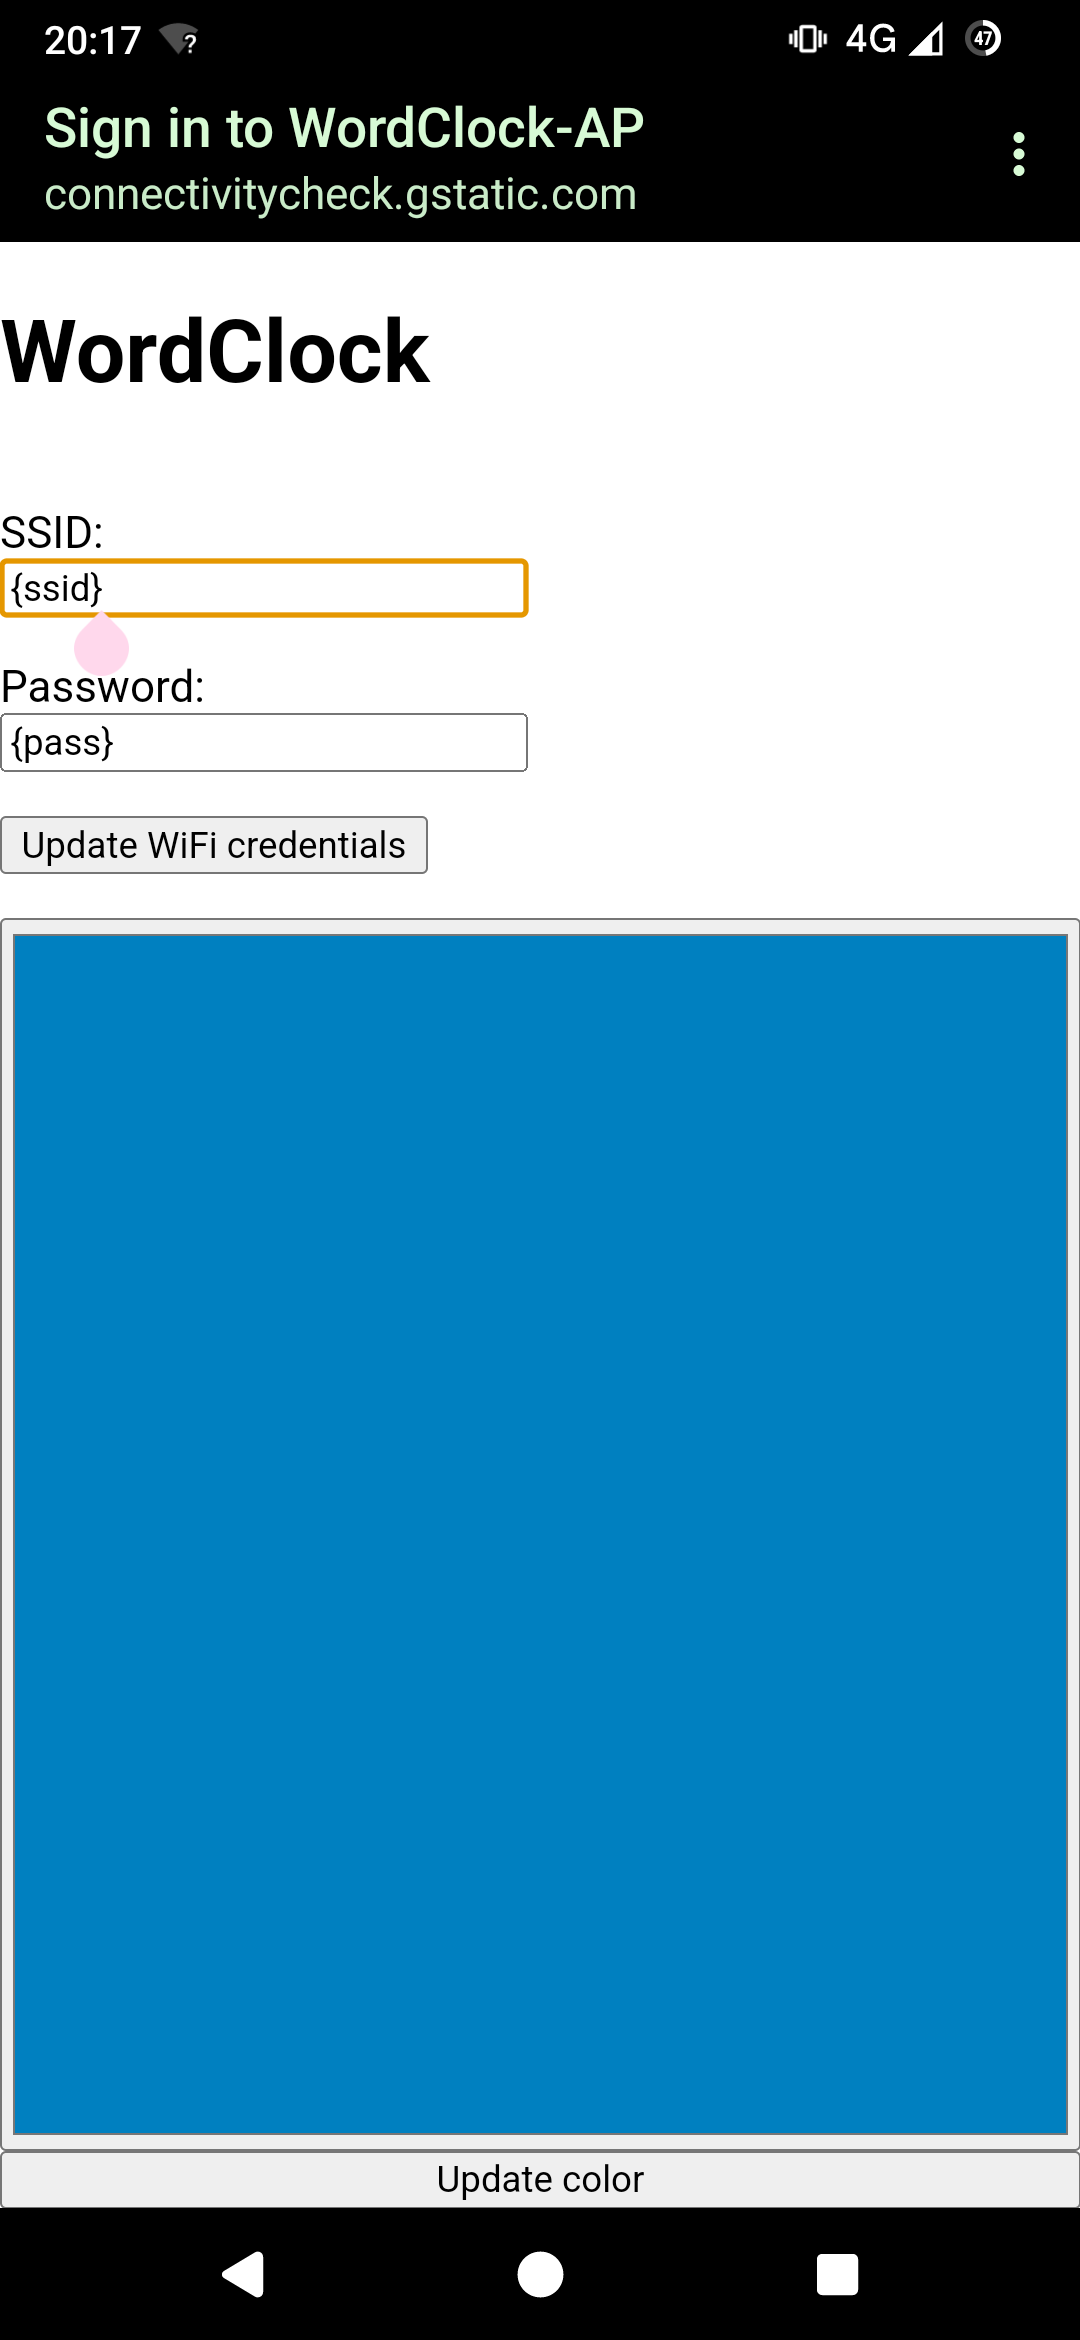 20:17
4G
47
Sign in to WordClock-AP
connectivitycheck.gstatic.com
WordClock
SSID:
{ssid}
Password:
{pass}
Update WiFi credentials
Update color